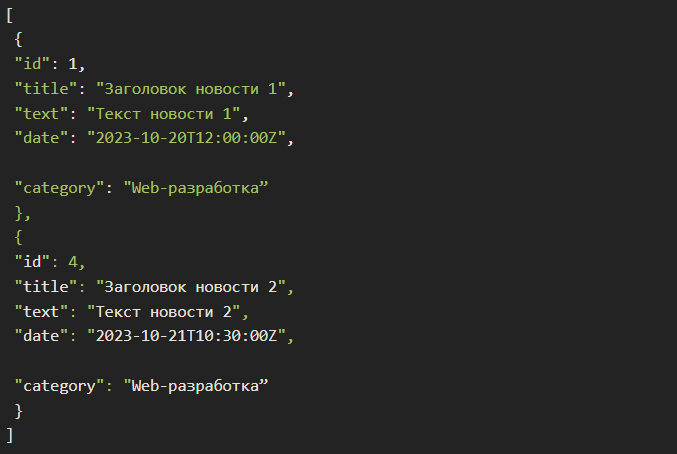 [
{
"id": 1,
"title": "Заголовок новости 1",
"text": "Текст новости 1",
"date": "2023-10-20T12:00:00Z",
"category": "Web-разработка”
},
{
"id": 4,
"title": "Заголовок новости 2",
"text": "Текст новости 2",
"date": "2023-10-21T10:30:00Z",
"category": "Web-разработка”
}
]